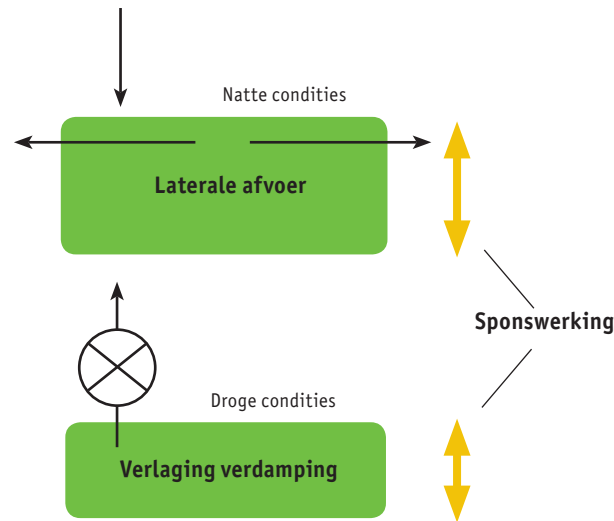 Natte condities
Laterale afvoer
Sponswerking
Droge condities
Verlaging verdamping